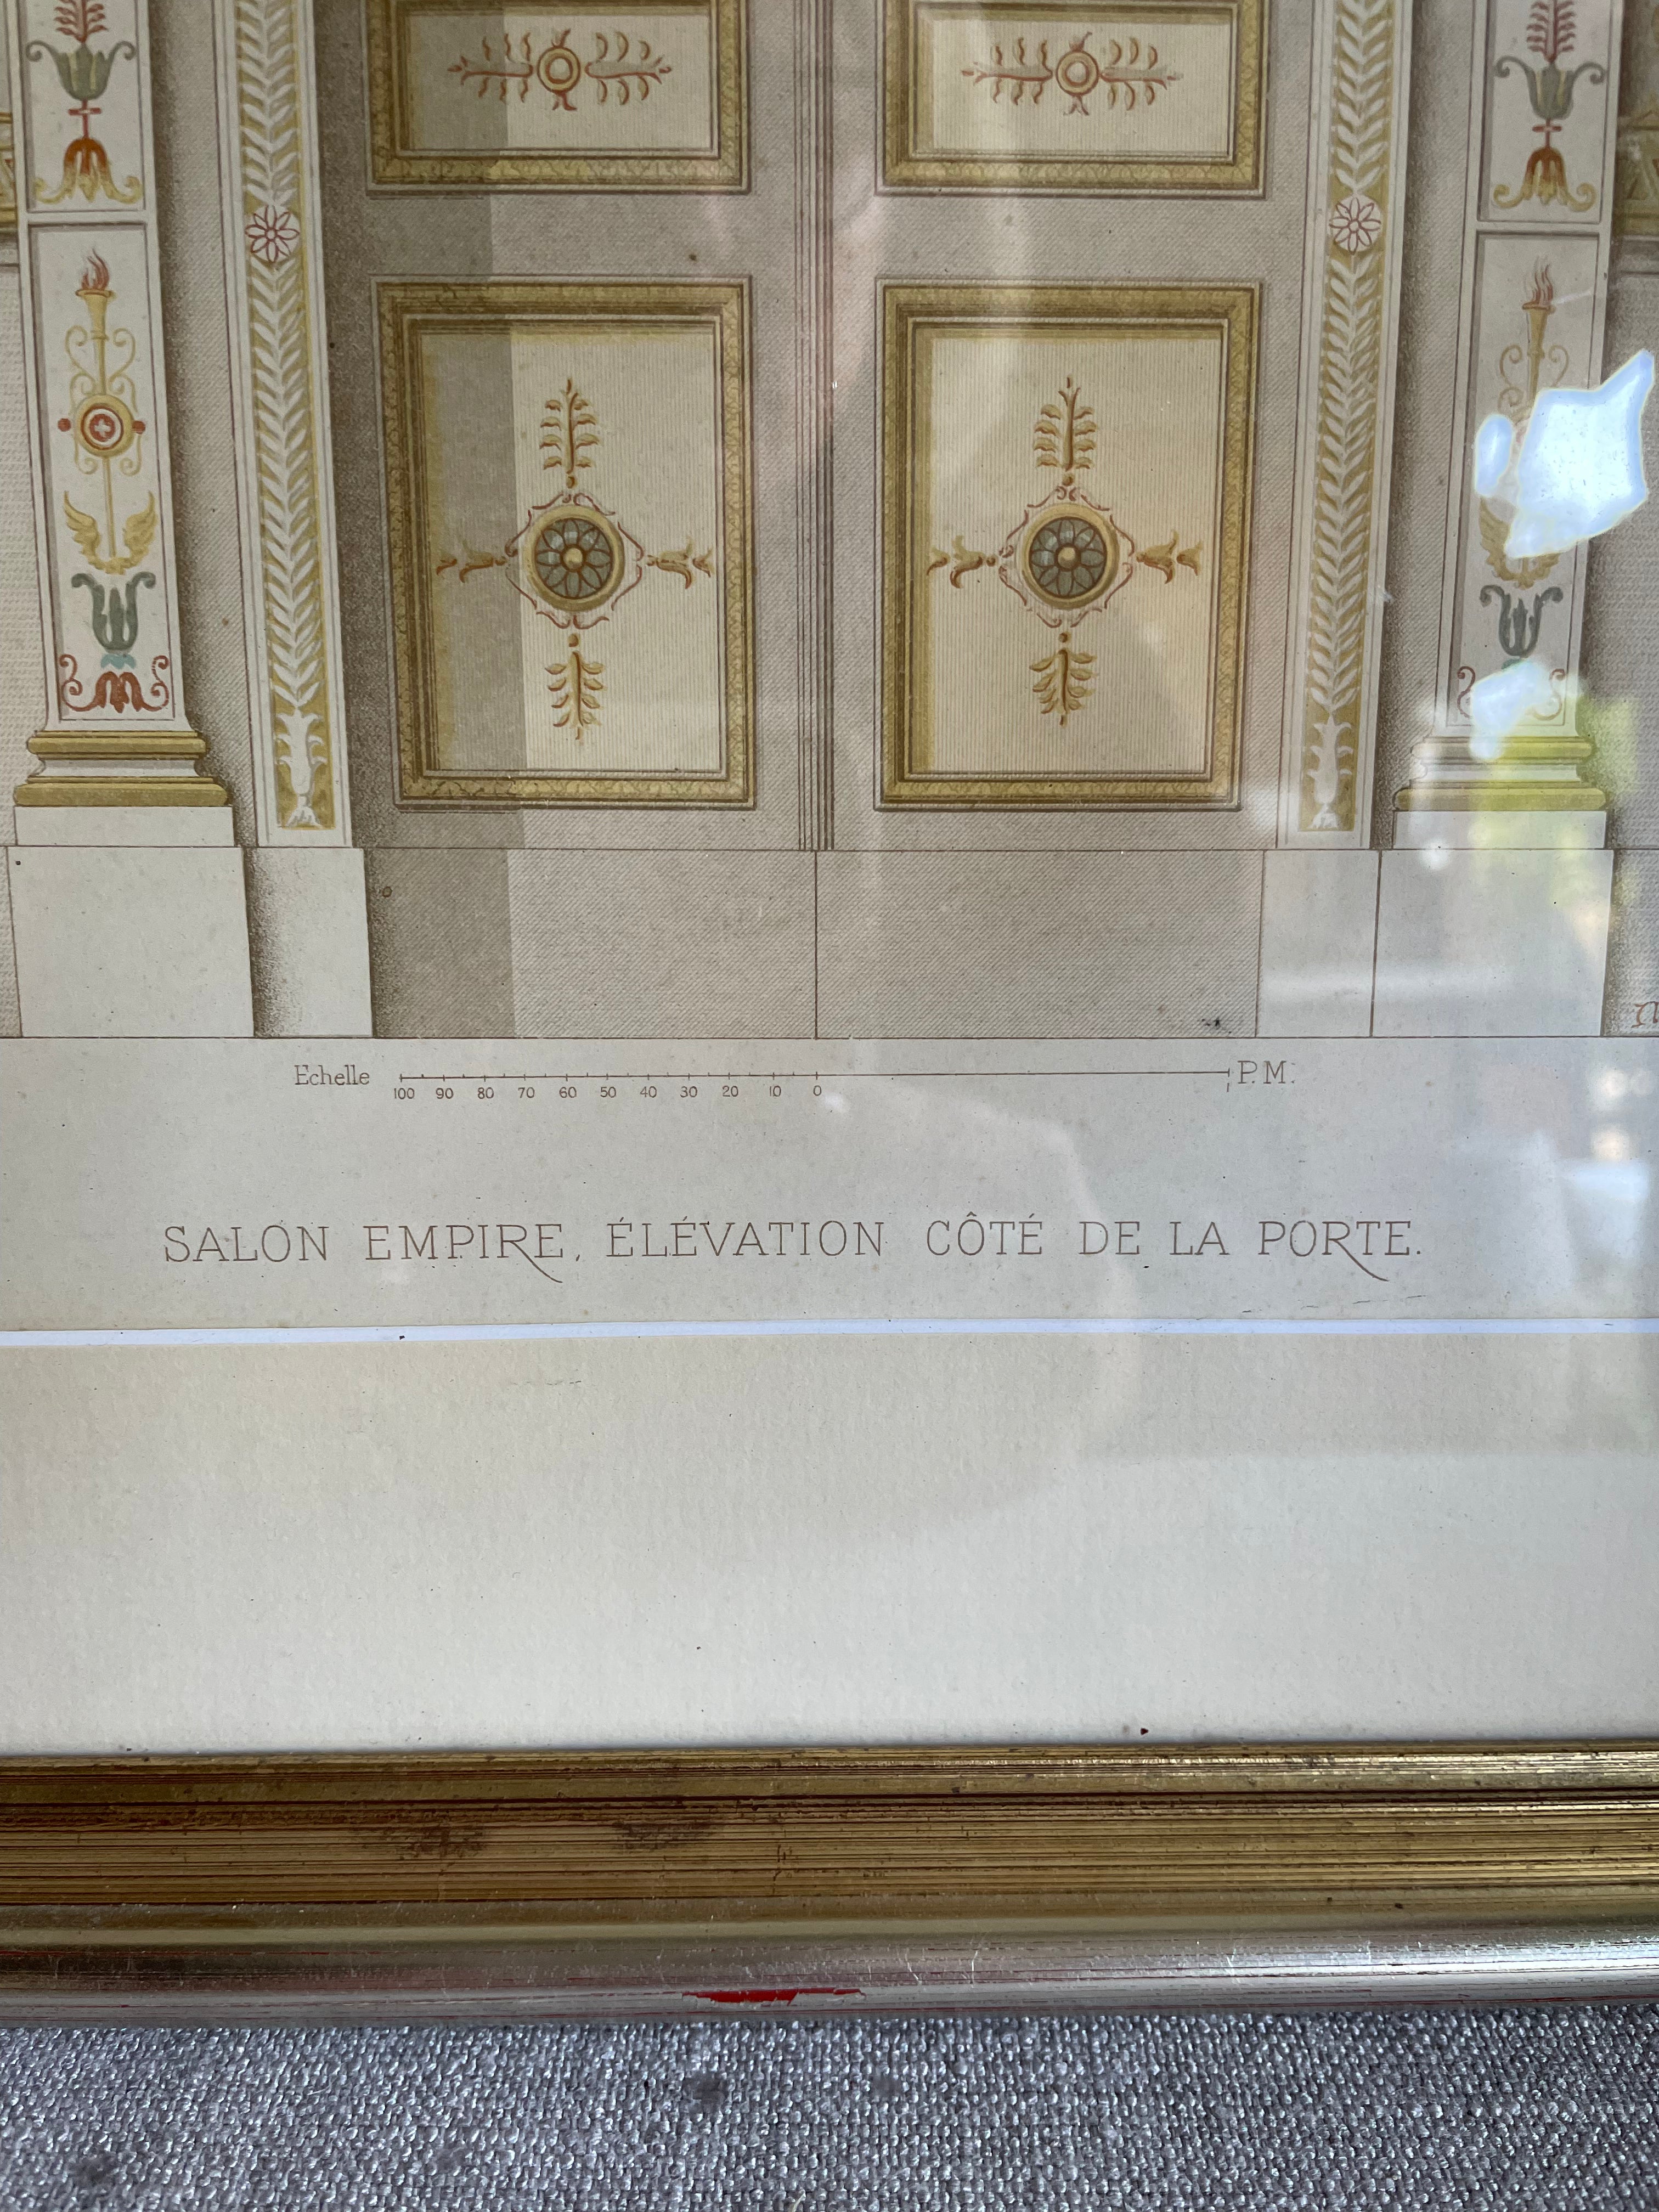 Echelle P.M.
100 90 80 70 60 50 40 30 20 10 0
SALON EMPIRE, ÉLÉVATION CÔTÉ DE LA PORTE.